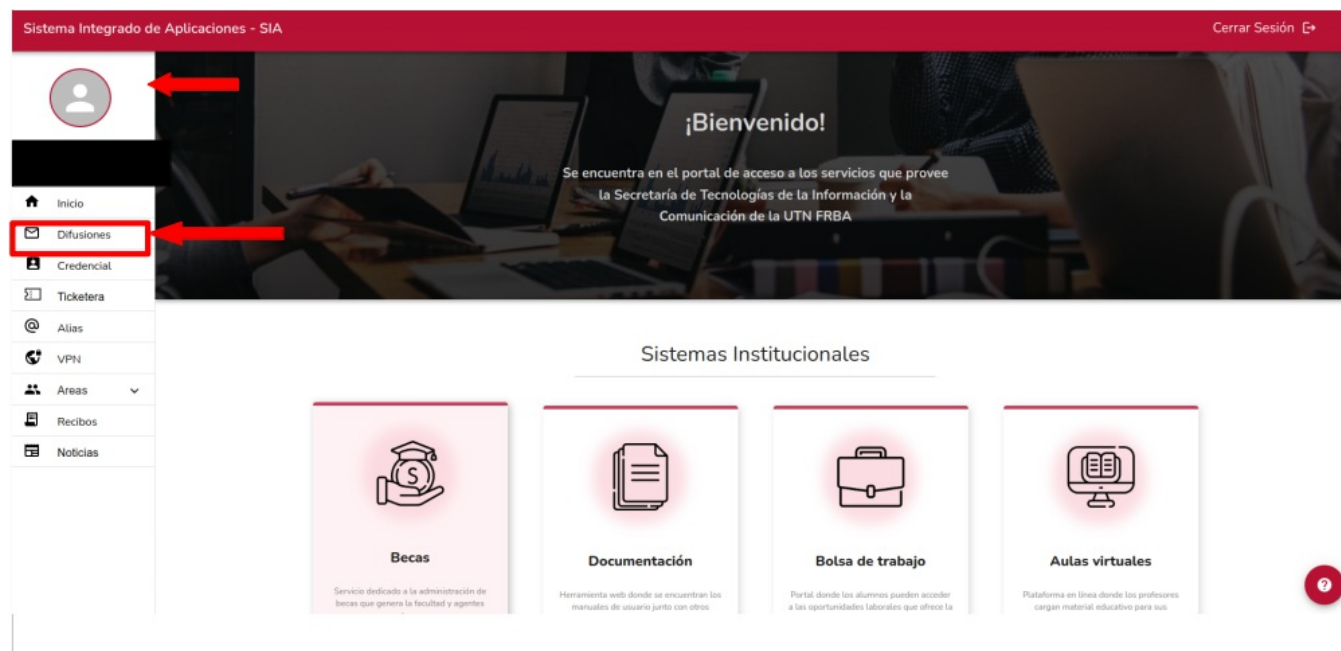 Sistema Integrado de Aplicaciones - SIA
Cerrar Sesión
¡Bienvenido!
Se encuentra en el portal de acceso a los servicios que provee
la Secretaría de Tecnologías de la Información y la
Comunicación de la UTN FRBA
Inicio
Difusiones
Credencial
Ticketera
Alias
VPN
Areas
Recibos
Noticias
Sistemas Institucionales
Becas
Servicio dedicado a la administración de
becas que genera la facultad y agentes
Documentación
Herramienta web donde se encuentran los
manuales de usuario junto con otros
Bolsa de trabajo
Portal donde los alumnos pueden acceder
a las oportunidades laborales que ofrece la
Aulas virtuales
Plataforma en línea donde los profesores
cargan material educativo para sus